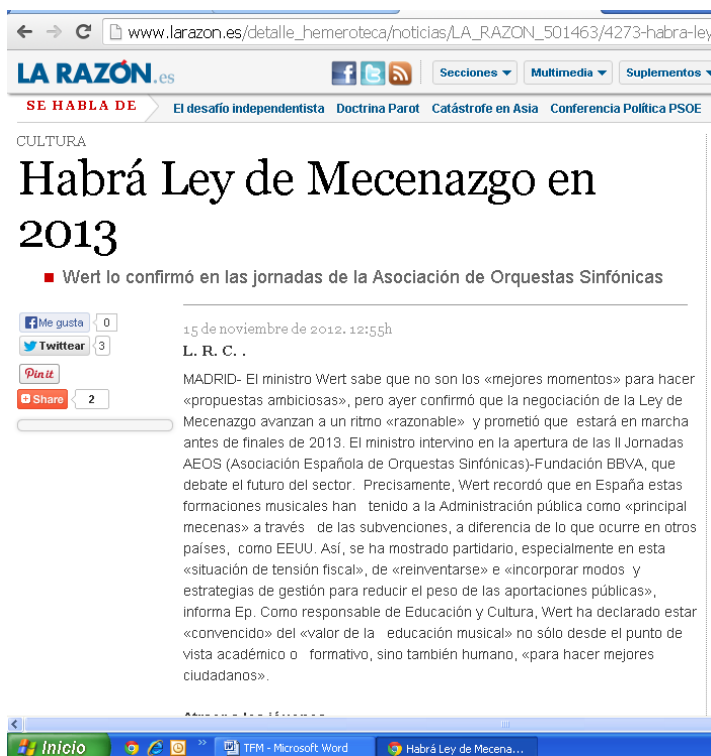 www.larazon.es/detalle_hemeroteca/noticias/LA_RAZON_501463/4273-habra-ley
LA RAZÓN.es
Secciones Multimedia Suplementos
SE HABLA DE El desafío independentista Doctrina Parot Catástrofe en Asia Conferencia Política PSOE
CULTURA
Habrá Ley de Mecenazgo en
2013
Wert lo confirmó en las jornadas de la Asociación de Orquestas Sinfónicas
Me gusta 0
Twittear 3
Pin it
Share 2
15 de noviembre de 2012. 12:55h
L. R. C. .
MADRID- El ministro Wert sabe que no son los «mejores momentos» para hacer
«propuestas ambiciosas», pero ayer confirmó que la negociación de la Ley de
Mecenazgo avanzan a un ritmo «razonable» y prometió que estará en marcha
antes de finales de 2013. El ministro intervino en la apertura de las II Jornadas
AEOS (Asociación Española de Orquestas Sinfónicas)-Fundación BBVA, que
debate el futuro del sector. Precisamente, Wert recordó que en España estas
formaciones musicales han tenido a la Administración pública como «principal
mecenas» a través de las subvenciones, a diferencia de lo que ocurre en otros
países, como EEUU. Así, se ha mostrado partidario, especialmente en esta
«situación de tensión fiscal», de «reinventarse» e «incorporar modos y
estrategias de gestión para reducir el peso de las aportaciones públicas»,
informa Ep. Como responsable de Educación y Cultura, Wert ha declarado estar
«convencido» del «valor de la educación musical» no sólo desde el punto de
vista académico o formativo, sino también humano, «para hacer mejores
ciudadanos».
Inicio TFM - Microsoft Word Habrá Ley de Mecena...